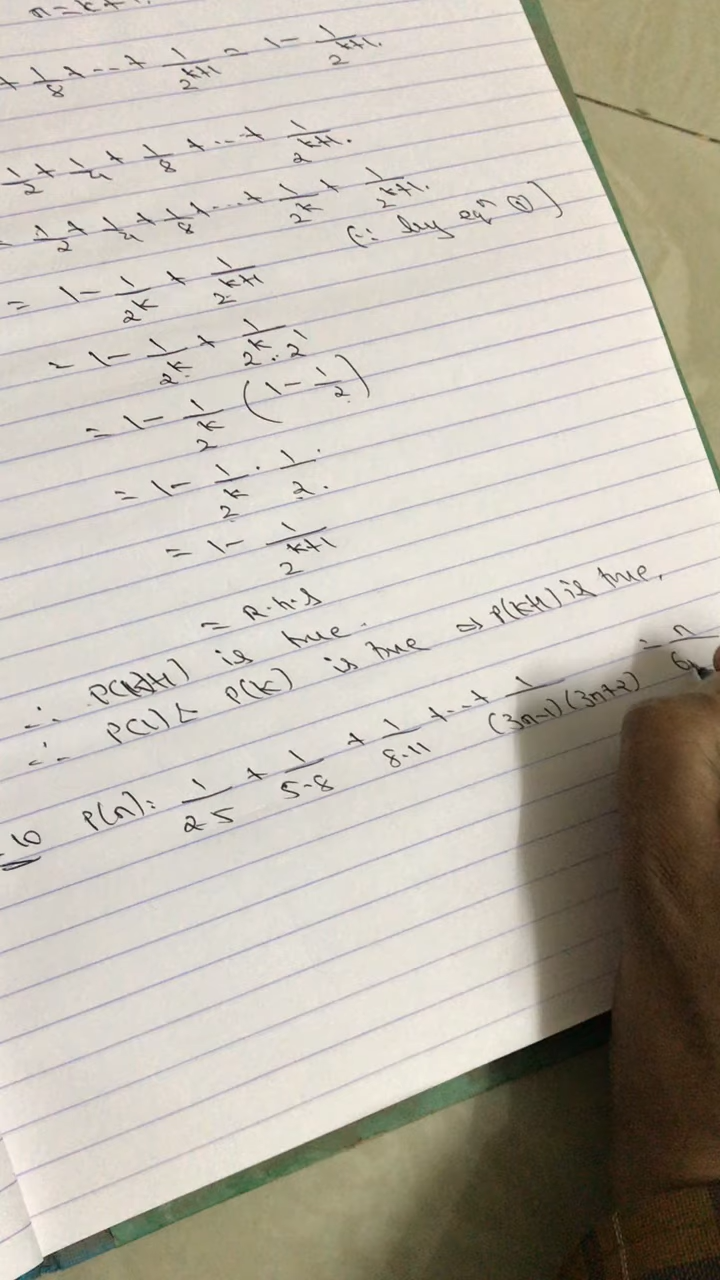 n = k+1
+ 1/8 + ... + 1/2^{k+1} = 1 - 1/2^{k+1}.
1/2 + 1/4 + 1/8 + ... + 1/2^{k+1}.
= 1/2 + 1/4 + 1/8 + ... + 1/2^k + 1/2^{k+1}.
= 1 - 1/2^k + 1/2^{k+1} (∵ by eqn ①)
= 1 - 1/2^k + 1/2^k.2^1
= 1 - 1/2^k (1 - 1/2)
= 1 - 1/2^k . 1/2.
= 1 - 1/2^{k+1}
= R.h.s
∴ P(k+1) is true.
∴ P(1) & P(k) is true ⇒ P(k+1) is true.
10 P(n): 1/2.5 + 1/5.8 + 1/8.11 + ... + 1/(3n-1)(3n+2) = n/6